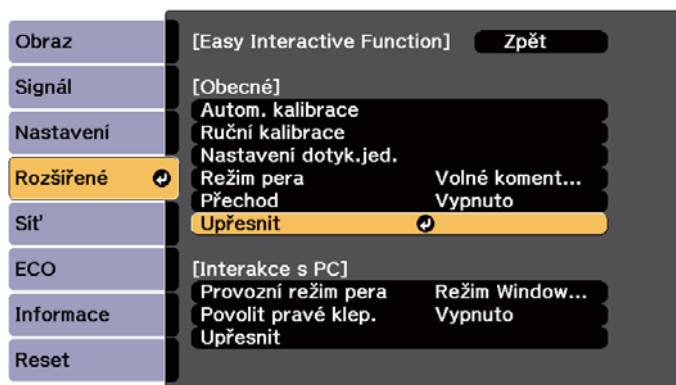 Obraz
Signál
Nastavení
Rozšířené
Síť
ECO
Informace
Reset
[Easy Interactive Function] Zpět
[Obecné]
Autom. kalibrace
Ruční kalibrace
Nastavení dotyk.jed.
Režim pera Volné koment...
Přechod Vypnuto
Upřesnit
[Interakce s PC]
Provozní režim pera Režim Window...
Povolit pravé klep. Vypnuto
Upřesnit